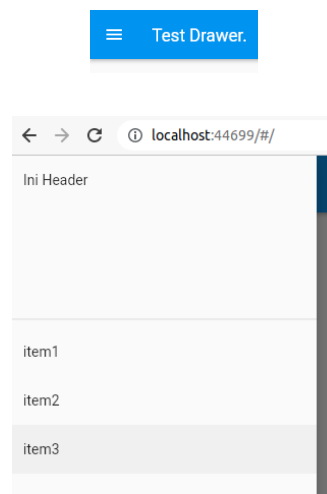 Test Drawer.
localhost:44699/#/
Ini Header
item1
item2
item3